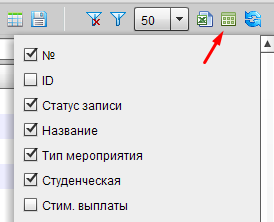 50
№
ID
Статус записи
Название
Тип мероприятия
Студенческая
Стим. выплаты